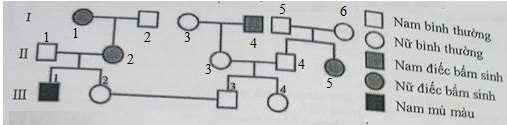 I
1
2
3
4
5
6
II
1
2
3
4
5
III
1
2
3
4
Nam bình thường
Nữ bình thường
Nam điếc bẩm sinh
Nữ điếc bẩm sinh
Nam mù màu